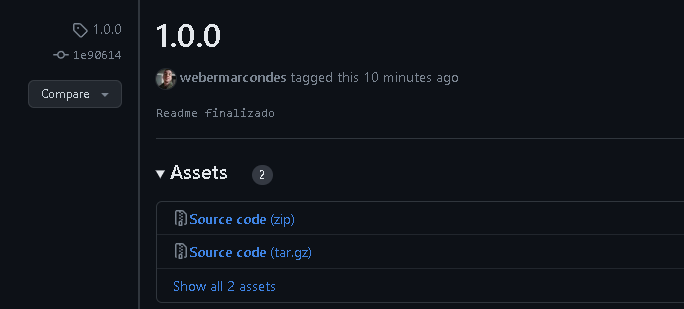 1.0.0
1e90614
Compare
1.0.0
webermarcondes tagged this 10 minutes ago
Readme finalizado
Assets 2
Source code (zip)
Source code (tar.gz)
Show all 2 assets